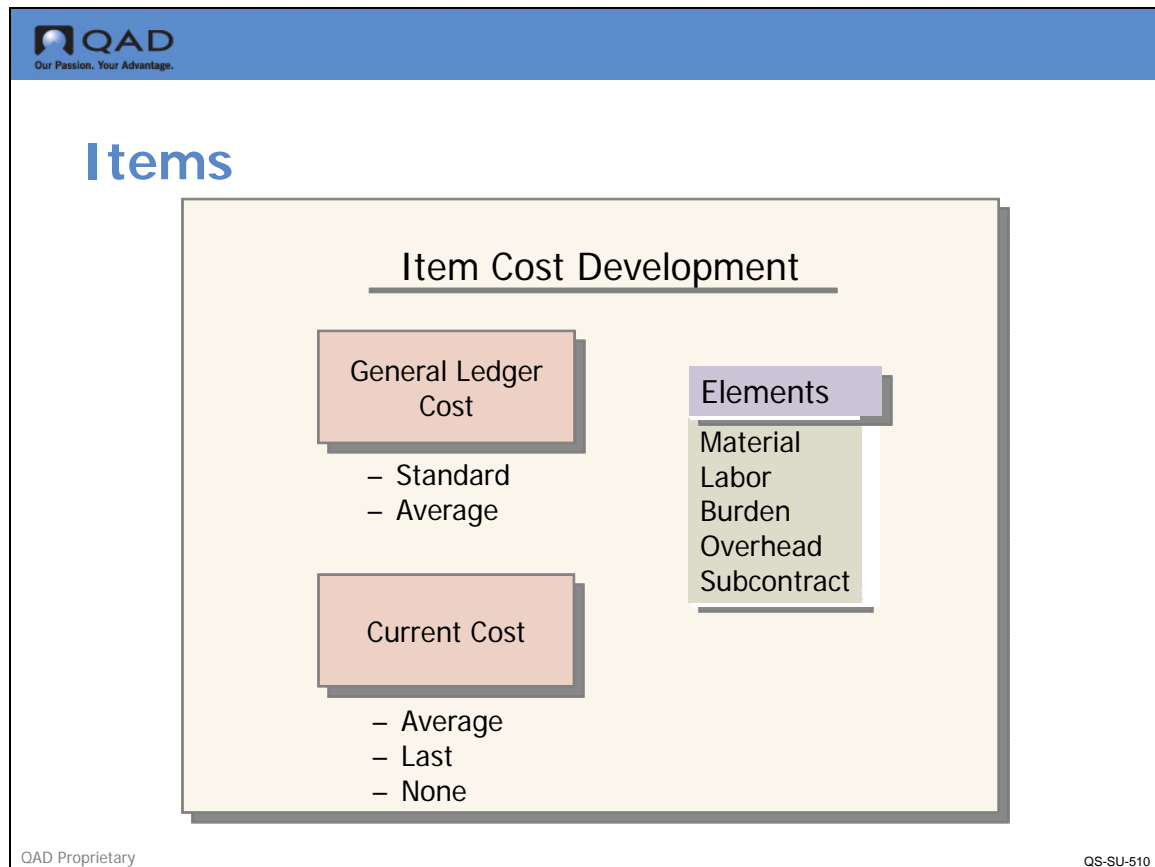 QAD
Our Passion. Your Advantage.
Items
Item Cost Development
General Ledger
Cost
– Standard
– Average
Current Cost
– Average
– Last
– None
Elements
Material
Labor
Burden
Overhead
Subcontract
QAD Proprietary
QS-SU-510